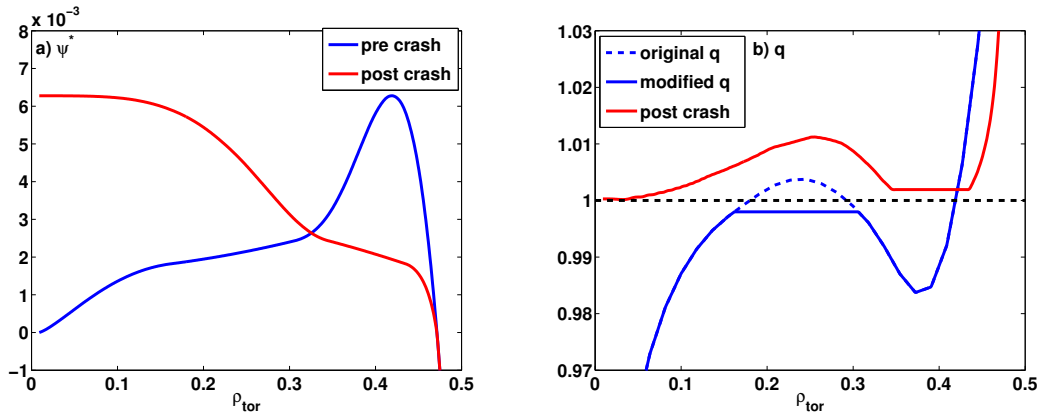 x 10⁻³
a) ψ*
pre crash
post crash
8
7
6
5
4
3
2
1
0
−1
0
0.1
0.2
0.3
0.4
0.5
ρtor
b) q
original q
modified q
post crash
1.03
1.02
1.01
1
0.99
0.98
0.97
0
0.1
0.2
0.3
0.4
0.5
ρtor